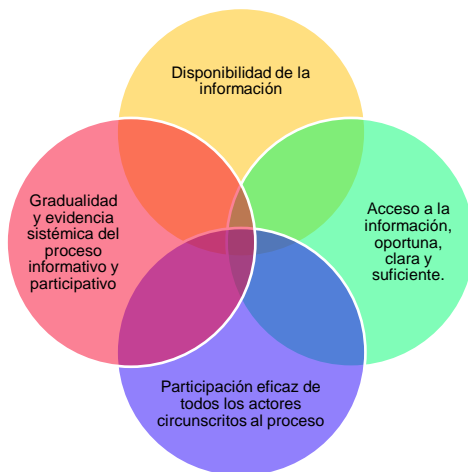 Disponibilidad de la
información
Gradualidad
y evidencia
sistémica del
proceso
informativo y
participativo
Acceso a la
información,
oportuna,
clara y
suficiente.
Participación eficaz de
todos los actores
circunscritos al proceso